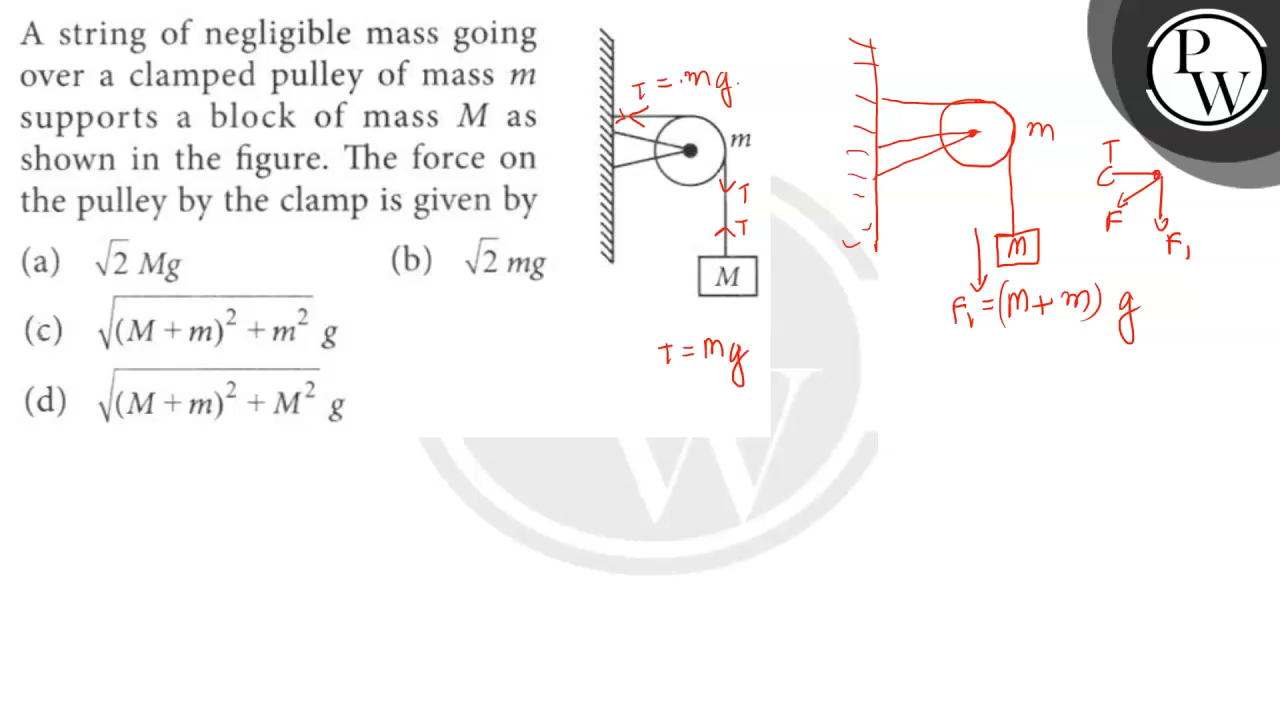 A string of negligible mass going
over a clamped pulley of mass m
supports a block of mass M as
shown in the figure. The force on
the pulley by the clamp is given by
(a) √2 Mg (b) √2 mg
(c) √(M + m)² + m² g
(d) √(M + m)² + M² g
T = mg.
m
T
T
M
T = mg
m
M
F₁ = (M + m) g
T
F
F₁
P
W